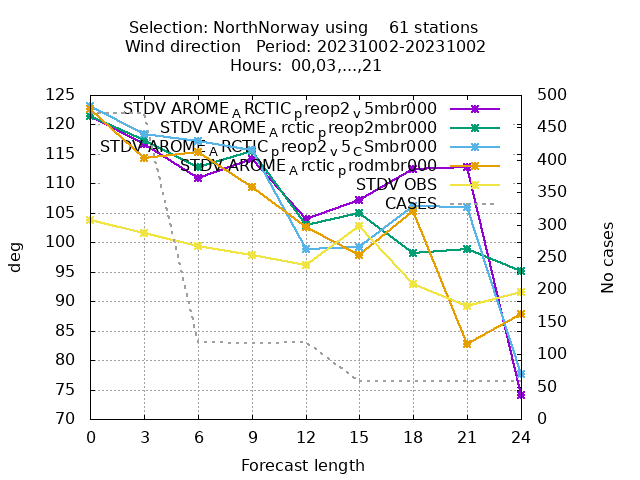 Selection: NorthNorway using    61 stations
Wind direction   Period: 20231002-20231002
Hours:  00,03,...,21
125 500
STDV AROME_ARCTIC_preop2_v5mbr000
120 450
STDV AROME_Arctic_preop2mbr000
115 400
STDV AROME_ARCTIC_preop2_v5_CSmbr000
STDV AROME_Arctic_prodmbr000
110 350
STDV OBS
CASES
105 300
100 250
95
90 200
85 150
80 100
75 50
70 0
deg
No cases
0 3 6 9 12 15 18 21 24
Forecast length